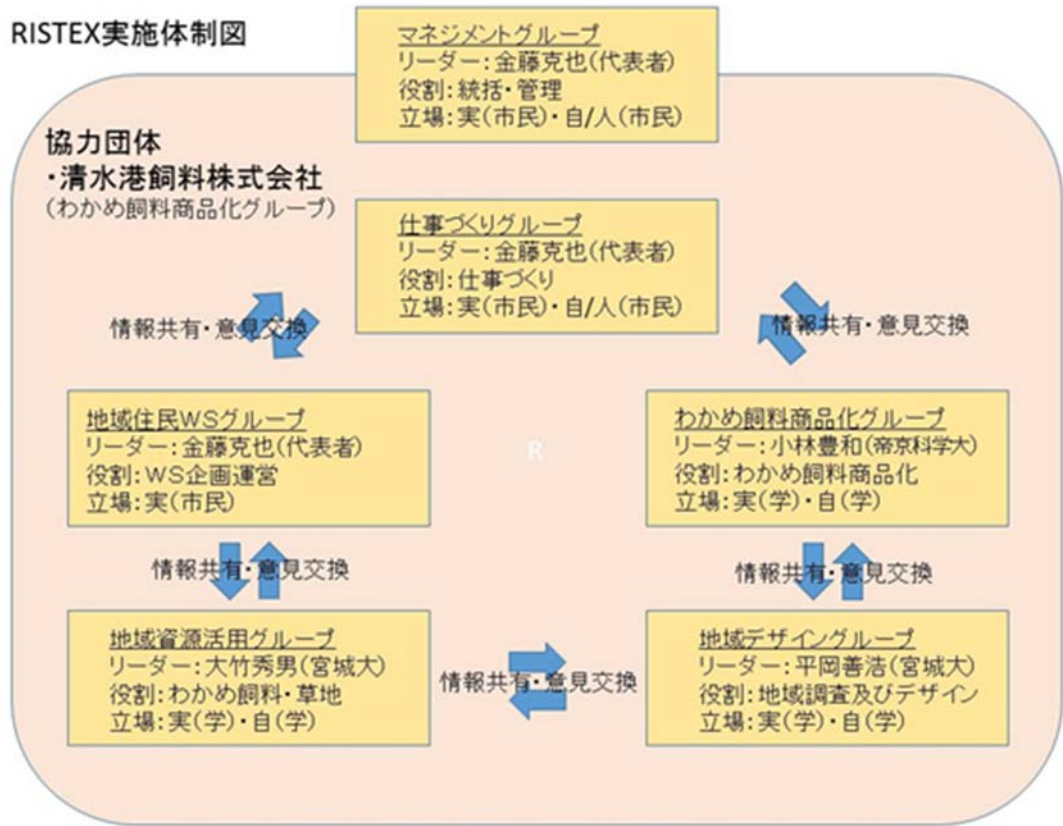 RISTEX実施体制図
マネジメントグループ
リーダー:金藤克也(代表者)
役割:統括・管理
立場:実(市民)・自/人(市民)
協力団体
・清水港飼料株式会社
(わかめ飼料商品化グループ)
仕事づくりグループ
リーダー:金藤克也(代表者)
役割:仕事づくり
立場:実(市民)・自/人(市民)
情報共有・意見交換
情報共有・意見交換
地域住民WSグループ
リーダー:金藤克也(代表者)
役割:WS企画運営
立場:実(市民)
R
わかめ飼料商品化グループ
リーダー:小林豊和(帝京科学大)
役割:わかめ飼料商品化
立場:実(学)・自(学)
情報共有・意見交換
情報共有・意見交換
地域資源活用グループ
リーダー:大竹秀男(宮城大)
役割:わかめ飼料・草地
立場:実(学)・自(学)
情報共有・意見交換
地域デザイングループ
リーダー:平岡善浩(宮城大)
役割:地域調査及びデザイン
立場:実(学)・自(学)